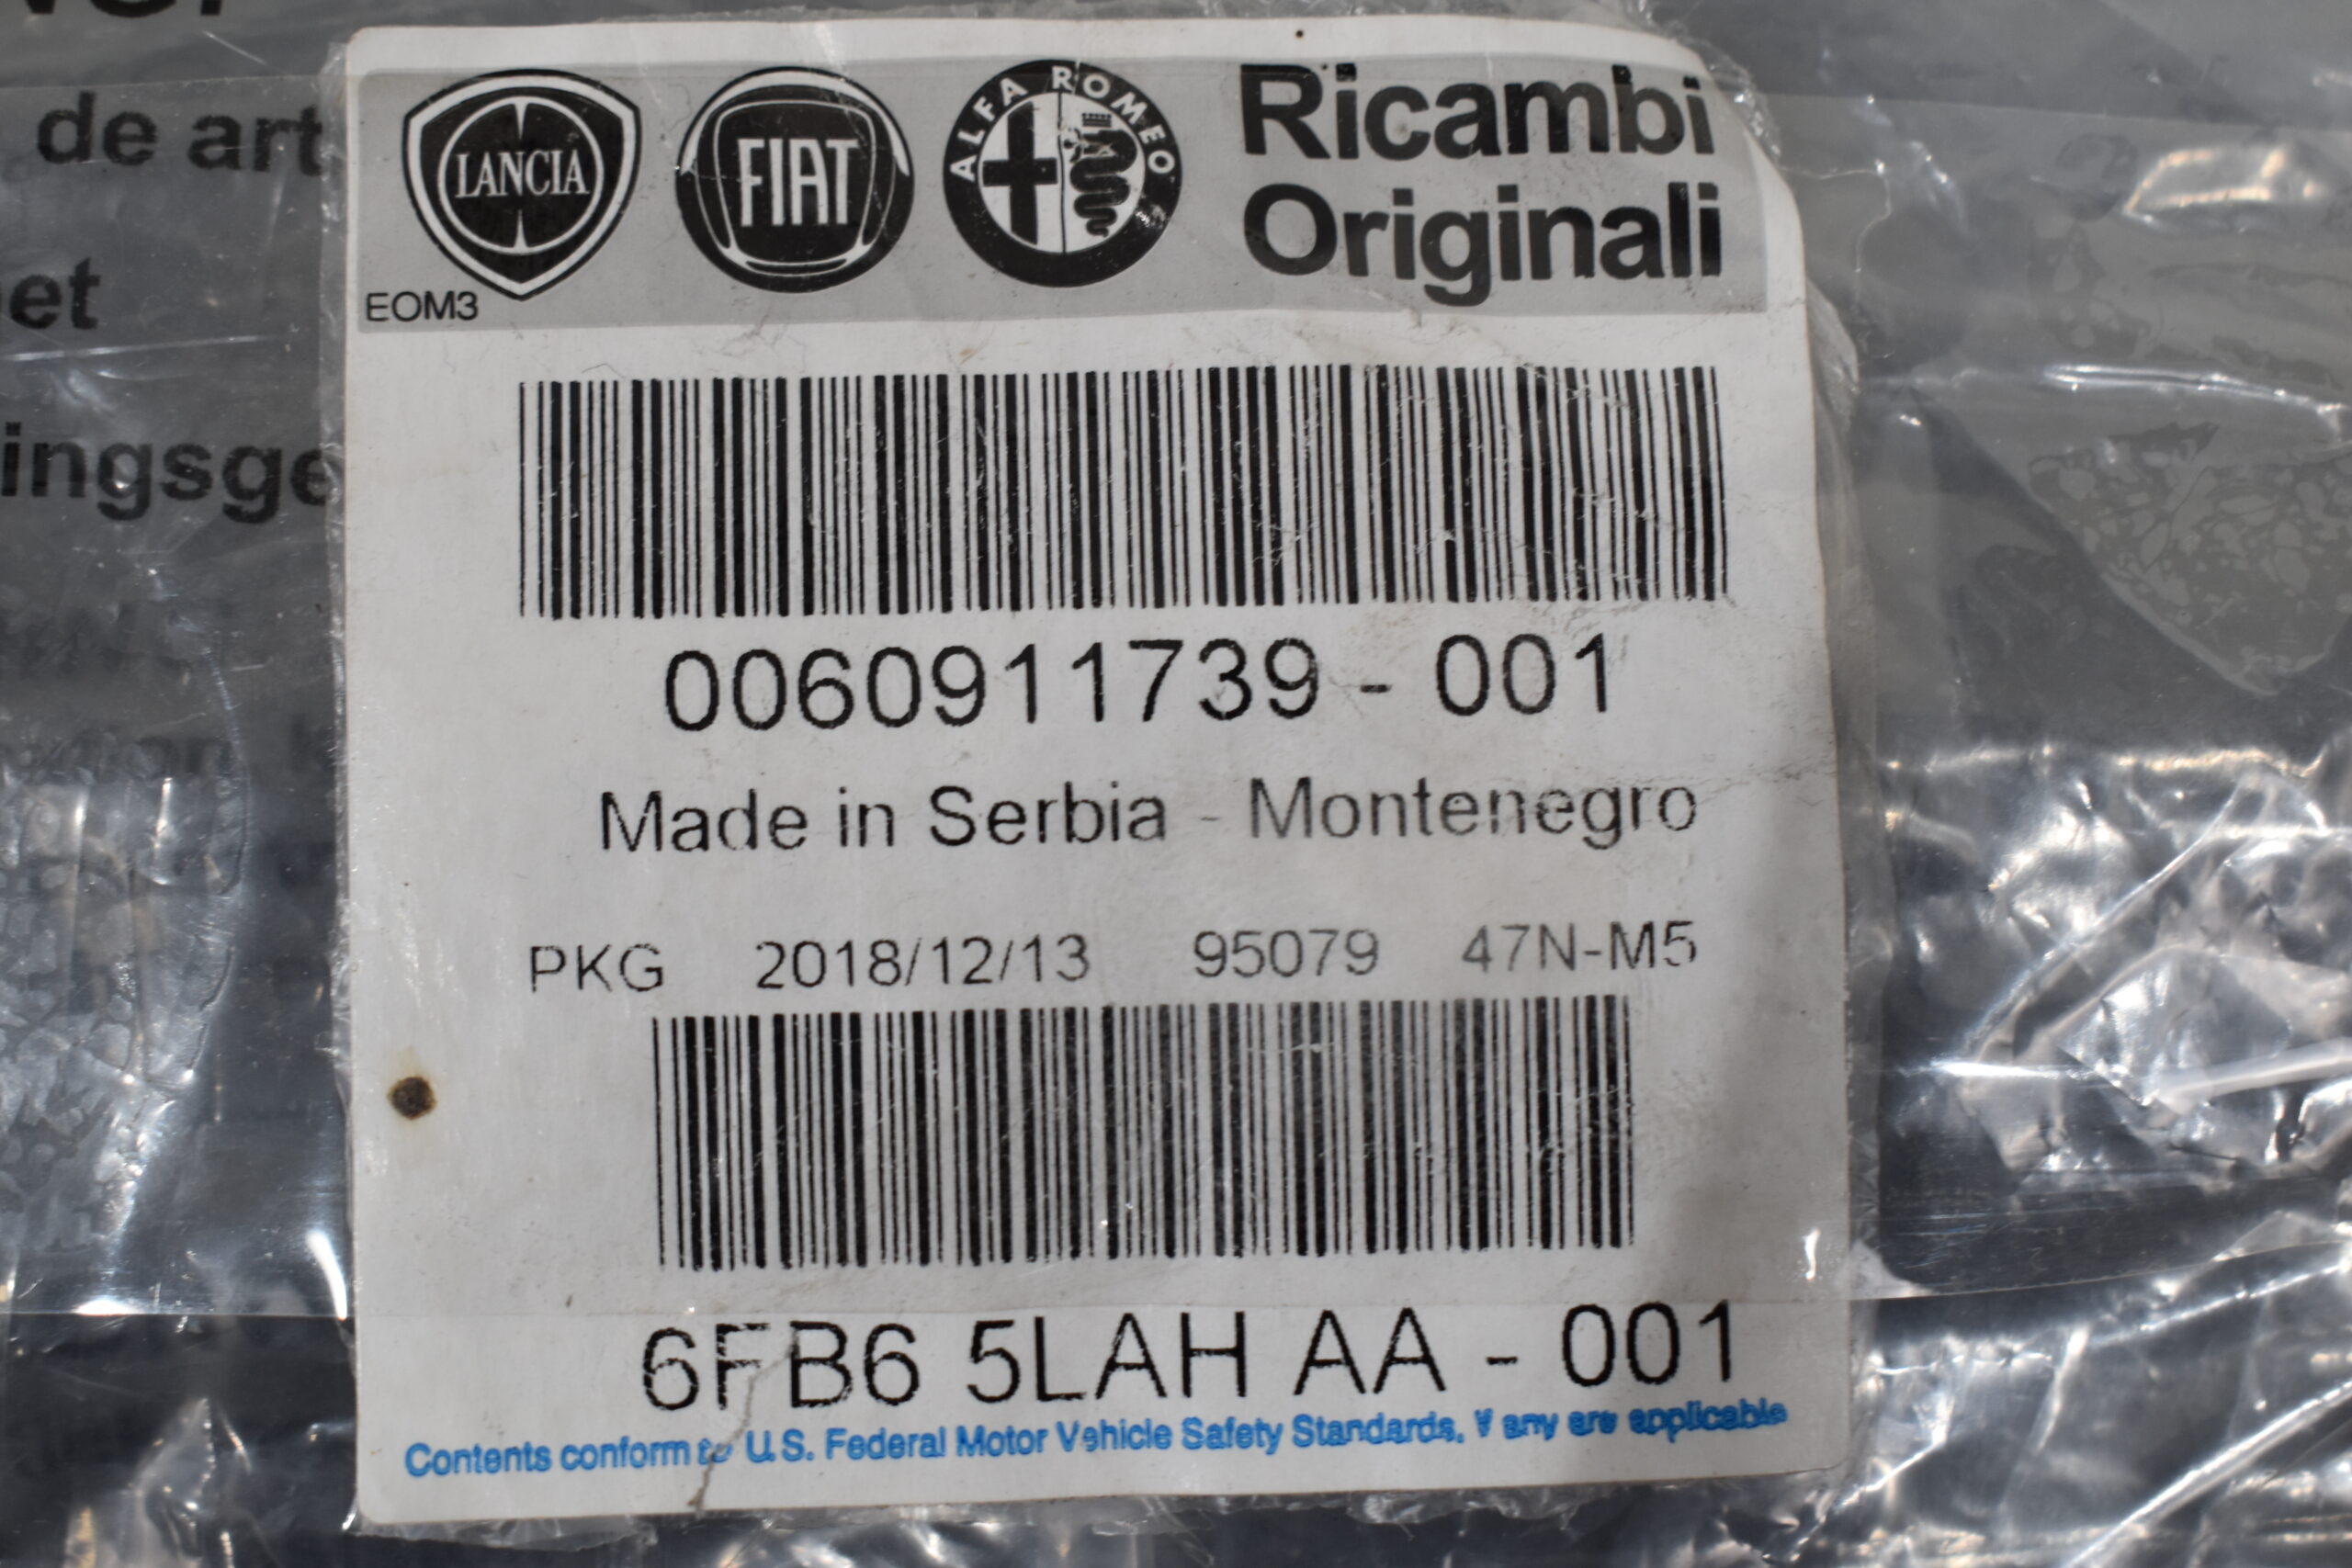 de art
et
ingsge
LANCIA
FIAT
ALFA ROMEO
Ricambi
Originali
EOM3
0060911739 - 001
Made in Serbia - Montenegro
PKG 2018/12/13 95079 47N-M5
6FB6 5LAH AA - 001
Contents conform to U.S. Federal Motor Vehicle Safety Standards, if any are applicable